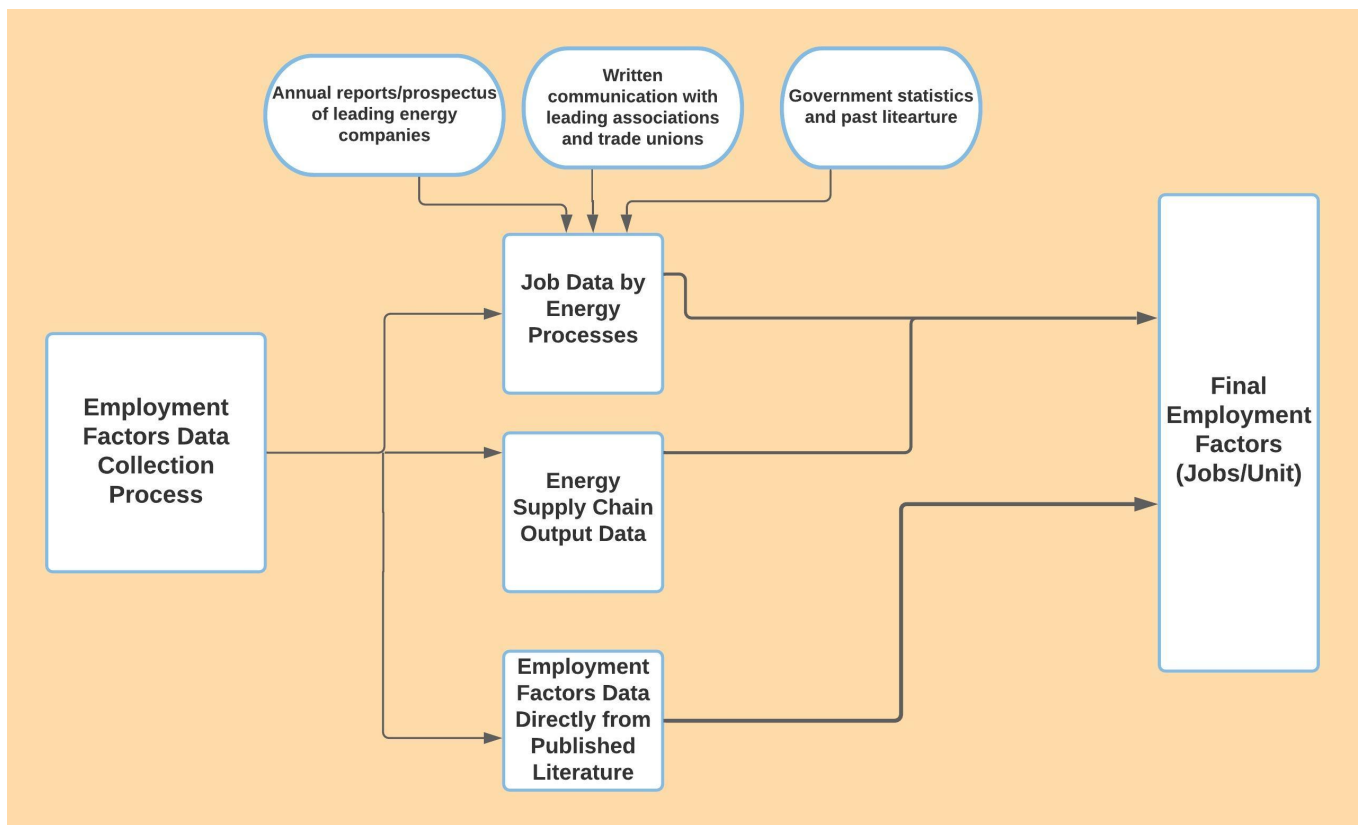 Annual reports/prospectus
of leading energy
companies
Written
communication with
leading associations
and trade unions
Government statistics
and past litearture
Job Data by
Energy
Processes
Employment
Factors Data
Collection
Process
Energy
Supply Chain
Output Data
Employment
Factors Data
Directly from
Published
Literature
Final
Employment
Factors
(Jobs/Unit)